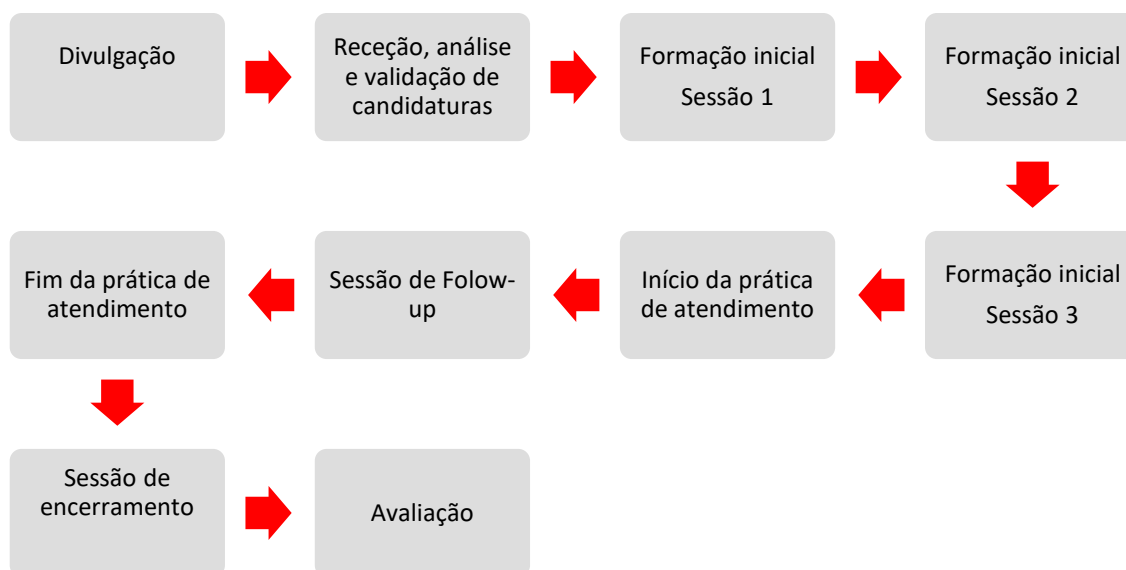 Divulgação
Receção, análise
e validação de
candidaturas
Formação inicial
Sessão 1
Formação inicial
Sessão 2
Formação inicial
Sessão 3
Início da prática
de atendimento
Sessão de Folow-
up
Fim da prática de
atendimento
Sessão de
encerramento
Avaliação